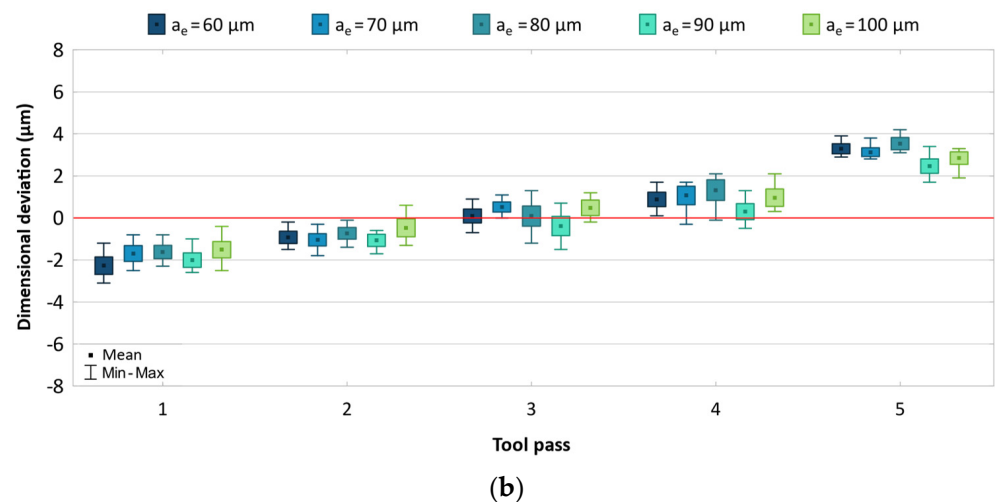 aₑ = 60 µm aₑ = 70 µm aₑ = 80 µm aₑ = 90 µm aₑ = 100 µm
8
6
4
2
0
-2
-4
-6
-8
Dimensional deviation (µm)
Mean
Min-Max
1 2 3 4 5
Tool pass
(b)